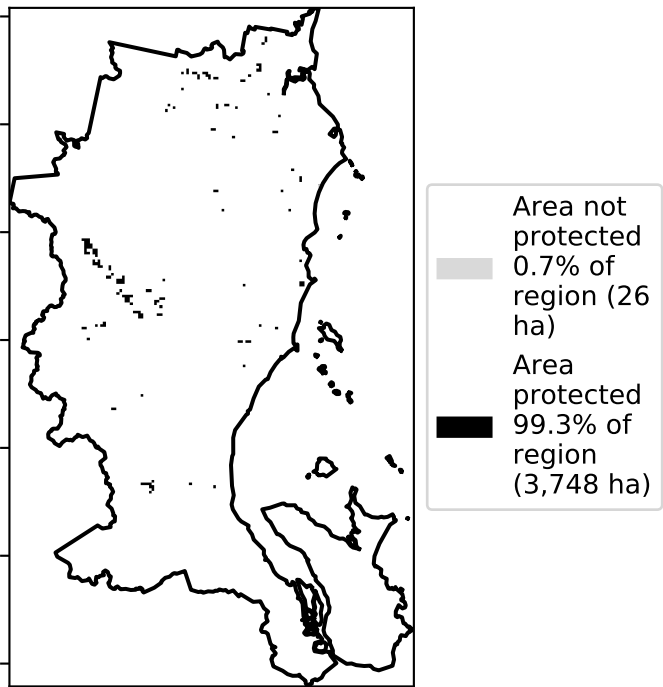 Area not
protected
0.7% of
region (26
ha)
Area
protected
99.3% of
region
(3,748 ha)